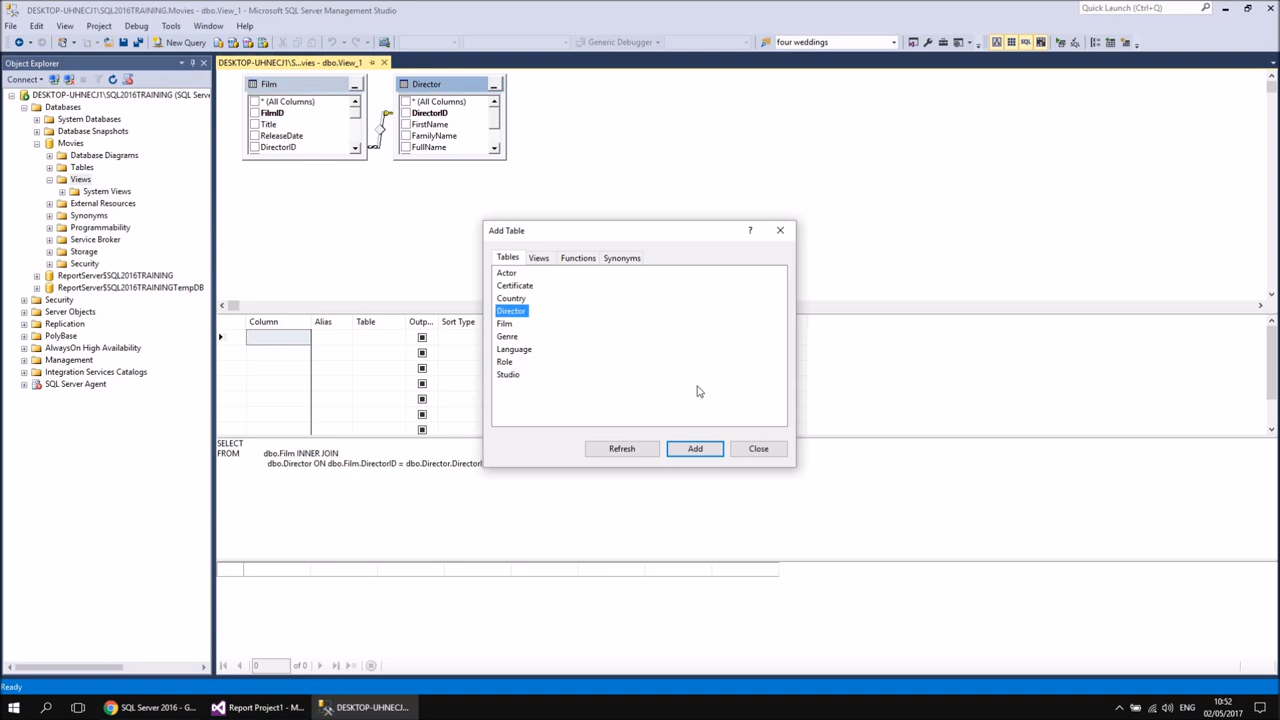 DESKTOP-UHNECJ1\SQL2016TRAINING.Movies - dbo.View_1 - Microsoft SQL Server Management Studio
Quick Launch (Ctrl+Q)
File Edit View Project Debug Tools Window Help
New Query
Generic Debugger
four weddings
Object Explorer
DESKTOP-UHNECJ1\S...vies - dbo.View_1
Connect
DESKTOP-UHNECJ1\SQL2016TRAINING (SQL Serve
Databases
System Databases
Database Snapshots
Movies
Database Diagrams
Tables
Views
System Views
External Resources
Synonyms
Programmability
Service Broker
Storage
Security
ReportServer$SQL2016TRAINING
ReportServer$SQL2016TRAININGTempDB
Security
Server Objects
Replication
PolyBase
AlwaysOn High Availability
Management
Integration Services Catalogs
SQL Server Agent
Film
* (All Columns)
FilmID
Title
ReleaseDate
DirectorID
Director
* (All Columns)
DirectorID
FirstName
FamilyName
FullName
Add Table
Tables Views Functions Synonyms
Actor
Certificate
Country
Director
Film
Genre
Language
Role
Studio
Refresh Add Close
Column Alias Table Outp... Sort Type
SELECT
FROM dbo.Film INNER JOIN
dbo.Director ON dbo.Film.DirectorID = dbo.Director.DirectorI
0 of 0
Ready
SQL Server 2016 - G...
Report Project1 - M...
DESKTOP-UHNECJ...
ENG
10:52
02/05/2017